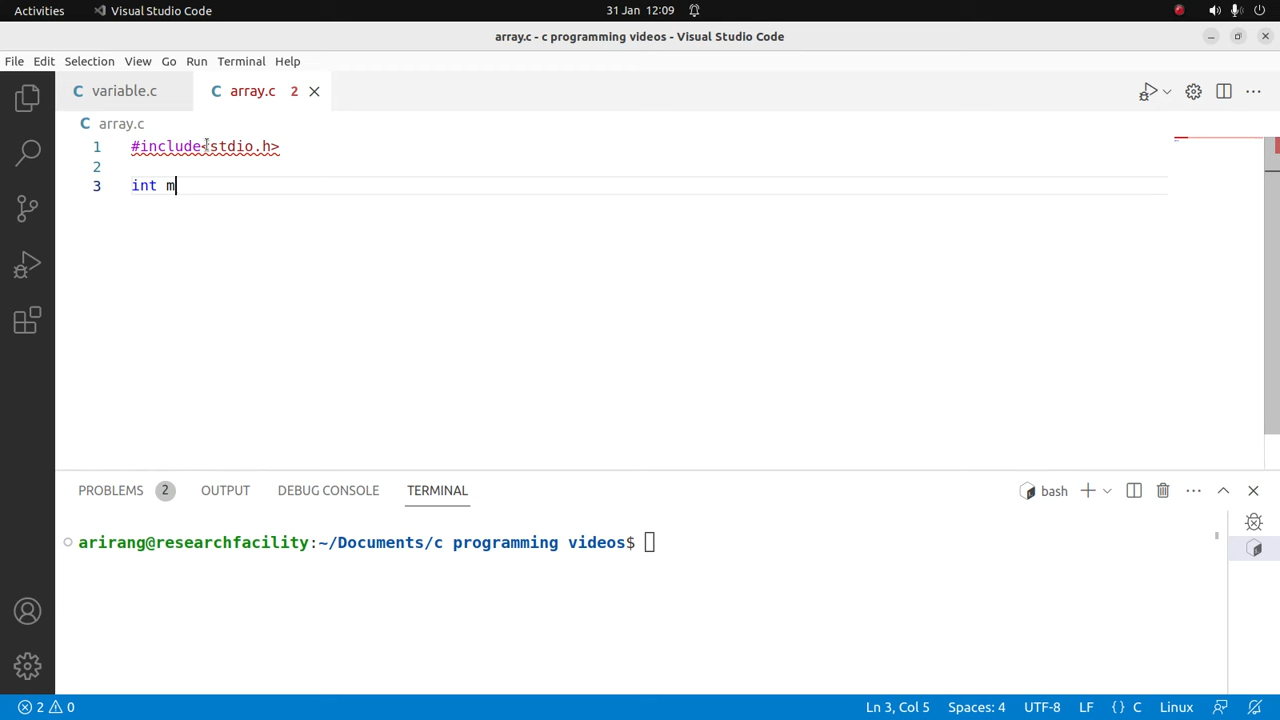 Activities Visual Studio Code 31 Jan 12:09
array.c - c programming videos - Visual Studio Code
File Edit Selection View Go Run Terminal Help
C variable.c C array.c 2
C array.c
1 #include<stdio.h>
2
3 int m
PROBLEMS 2 OUTPUT DEBUG CONSOLE TERMINAL bash
arirang@researchfacility:~/Documents/c programming videos$
2 0 Ln 3, Col 5 Spaces: 4 UTF-8 LF {} C Linux